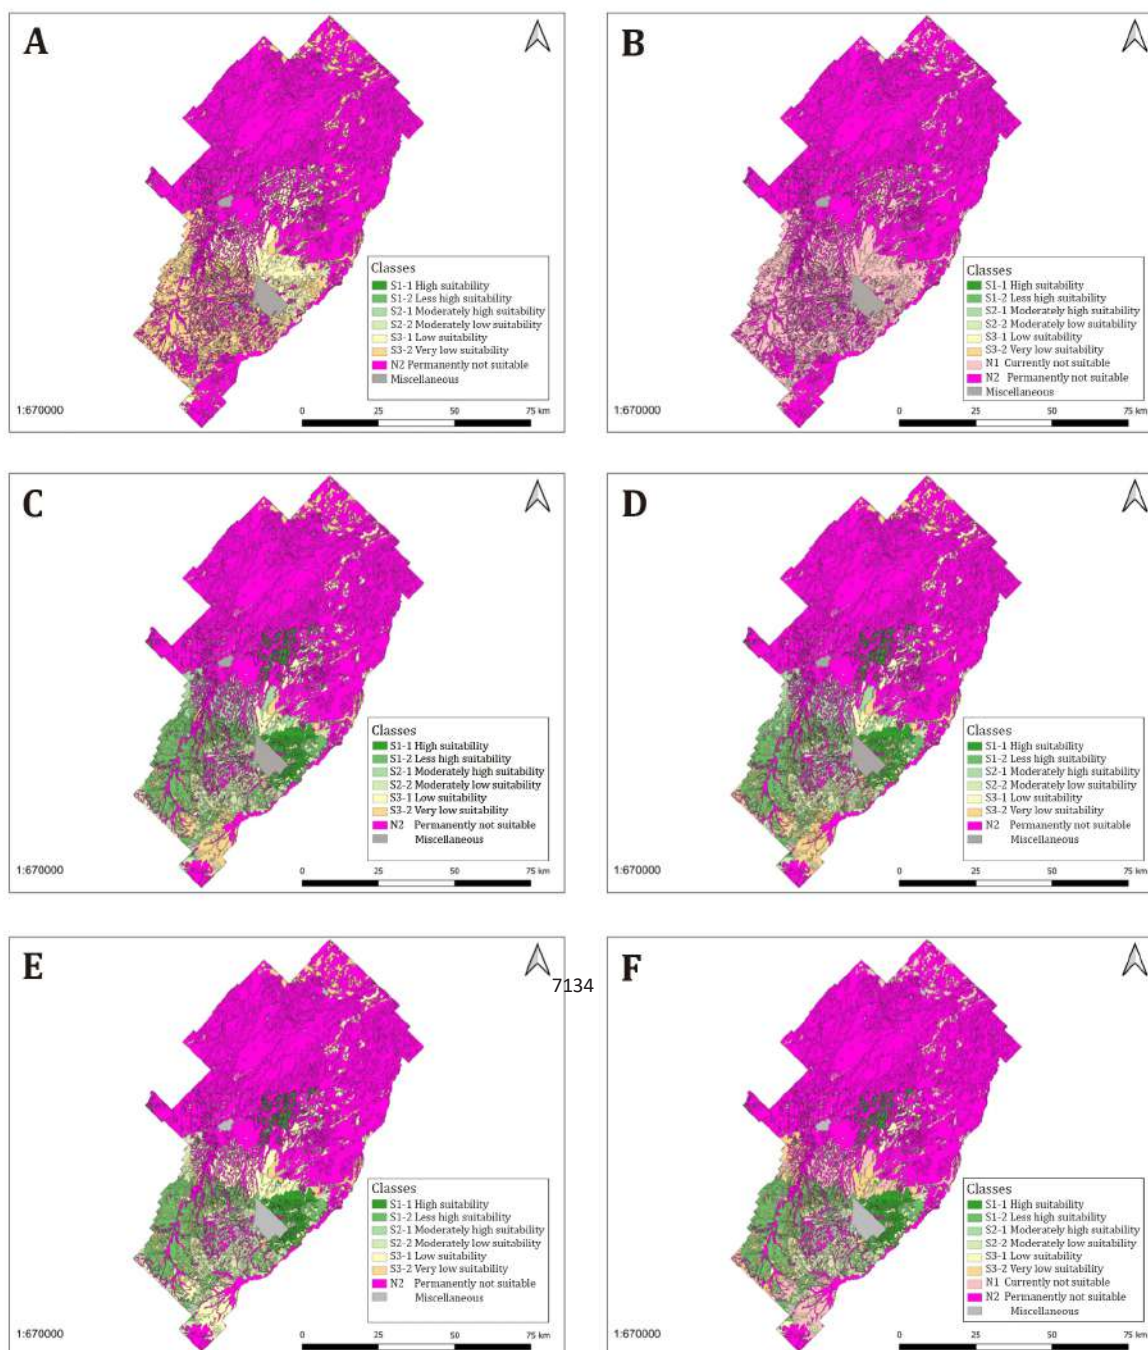 A
Classes
S1-1 High suitability
S1-2 Less high suitability
S2-1 Moderately high suitability
S2-2 Moderately low suitability
S3-1 Low suitability
S3-2 Very low suitability
N2 Permanently not suitable
Miscellaneous
1:670000
0 25 50 75 km
B
Classes
S1-1 High suitability
S1-2 Less high suitability
S2-1 Moderately high suitability
S2-2 Moderately low suitability
S3-1 Low suitability
S3-2 Very low suitability
N1 Currently not suitable
N2 Permanently not suitable
Miscellaneous
1:670000
0 25 50 75 km
C
Classes
S1-1 High suitability
S1-2 Less high suitability
S2-1 Moderately high suitability
S2-2 Moderately low suitability
S3-1 Low suitability
S3-2 Very low suitability
N2 Permanently not suitable
Miscellaneous
1:670000
0 25 50 75 km
D
Classes
S1-1 High suitability
S1-2 Less high suitability
S2-1 Moderately high suitability
S2-2 Moderately low suitability
S3-1 Low suitability
S3-2 Very low suitability
N2 Permanently not suitable
Miscellaneous
1:670000
0 25 50 75 km
E
7134
Classes
S1-1 High suitability
S1-2 Less high suitability
S2-1 Moderately high suitability
S2-2 Moderately low suitability
S3-1 Low suitability
S3-2 Very low suitability
N2 Permanently not suitable
Miscellaneous
1:670000
0 25 50 75 km
F
Classes
S1-1 High suitability
S1-2 Less high suitability
S2-1 Moderately high suitability
S2-2 Moderately low suitability
S3-1 Low suitability
S3-2 Very low suitability
N1 Currently not suitable
N2 Permanently not suitable
Miscellaneous
1:670000
0 25 50 75 km